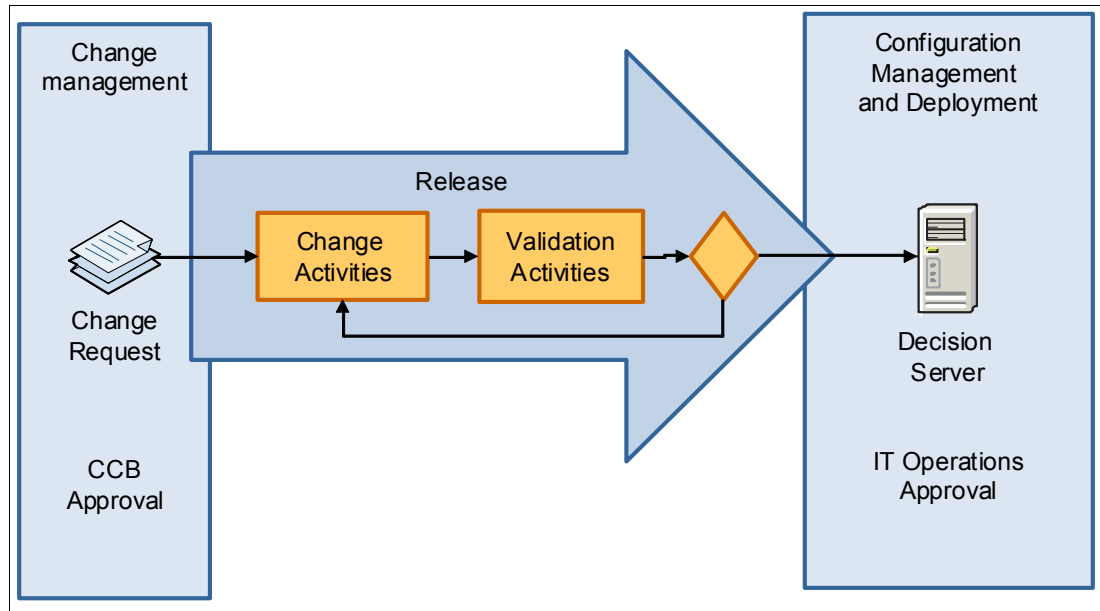 Change
management
Change
Request
CCB
Approval
Release
Change
Activities
Validation
Activities
Configuration
Management
and Deployment
Decision
Server
IT Operations
Approval